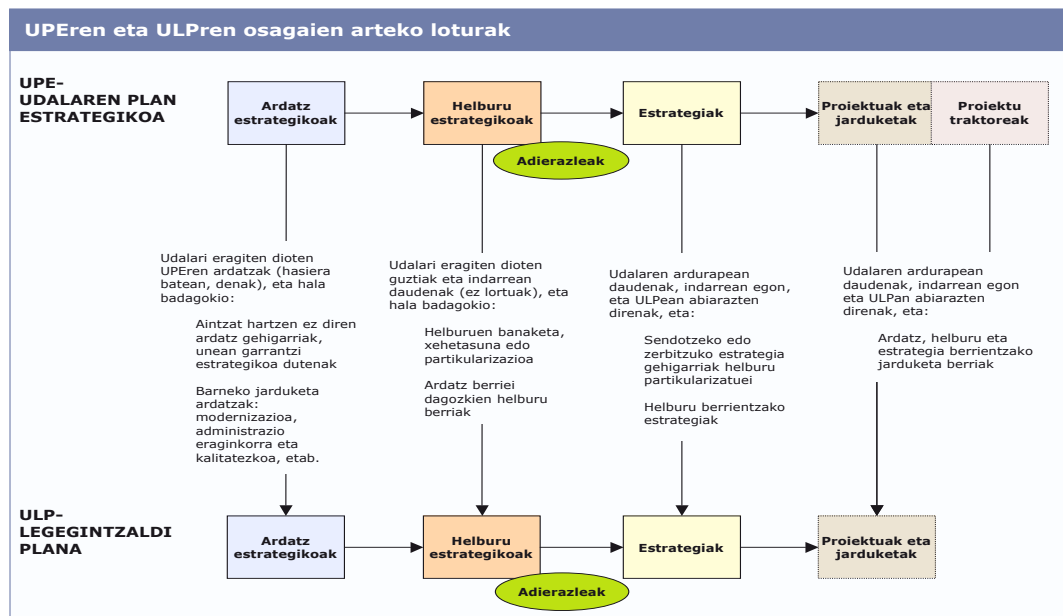 UPEren eta ULPren osagaien arteko loturak
UPE-
UDALAREN PLAN
ESTRATEGIKOA
Ardatz
estrategikoak
Helburu
estrategikoak
Adierazleak
Estrategiak
Proiektuak eta
jarduketak
Proiektu
traktoreak
Udalari eragiten dioten
UPEren ardatzak (hasiera
batean, denak), eta hala
badagokio:
Aintzat hartzen ez diren
ardatz gehigarriak,
unean garrantzi
estrategikoa dutenak
Barneko jarduketa
ardatzak:
modernizazioa,
administrazio
eraginkorra eta
kalitatezkoa, etab.
Udalari eragiten dioten
guztiak eta indarrean
daudenak (ez lortuak), eta
hala badagokio:
Helburuen banaketa,
xehetasuna edo
partikularizazioa
Ardatz berriei
dagozkien helburu
berriak
Udalaren ardurapean
daudenak, indarrean egon,
eta ULPean abiarazten
direnak, eta:
Sendotzeko edo
zerbitzuko estrategia
gehigarriak helburu
partikularizatuei
Helburu berrientzako
estrategiak
Udalaren ardurapean
daudenak, indarrean egon
eta ULPan abiarazten
direnak, eta:
Ardatz, helburu eta
estrategia berrientzako
jarduketa berriak
ULP-
LEGEGINTZALDI
PLANA
Ardatz
estrategikoak
Helburu
estrategikoak
Adierazleak
Estrategiak
Proiektuak eta
jarduketak